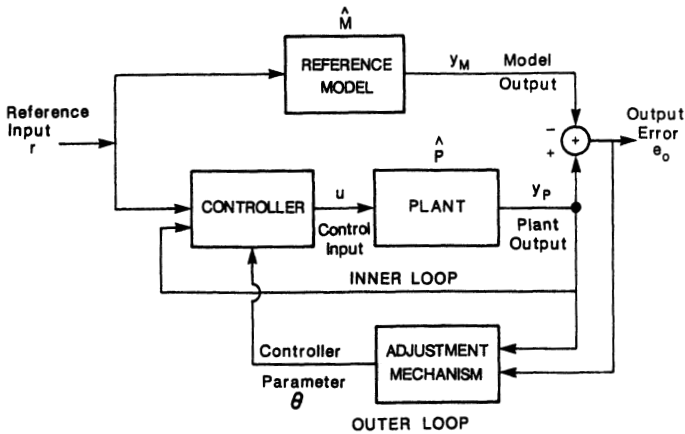 ^
M
REFERENCE
MODEL
y_M
Model
Output
Reference
Input
r
Output
Error
e_o
−
+
+
^
P
CONTROLLER
u
Control
Input
PLANT
y_P
Plant
Output
INNER LOOP
Controller
Parameter
θ
ADJUSTMENT
MECHANISM
OUTER LOOP